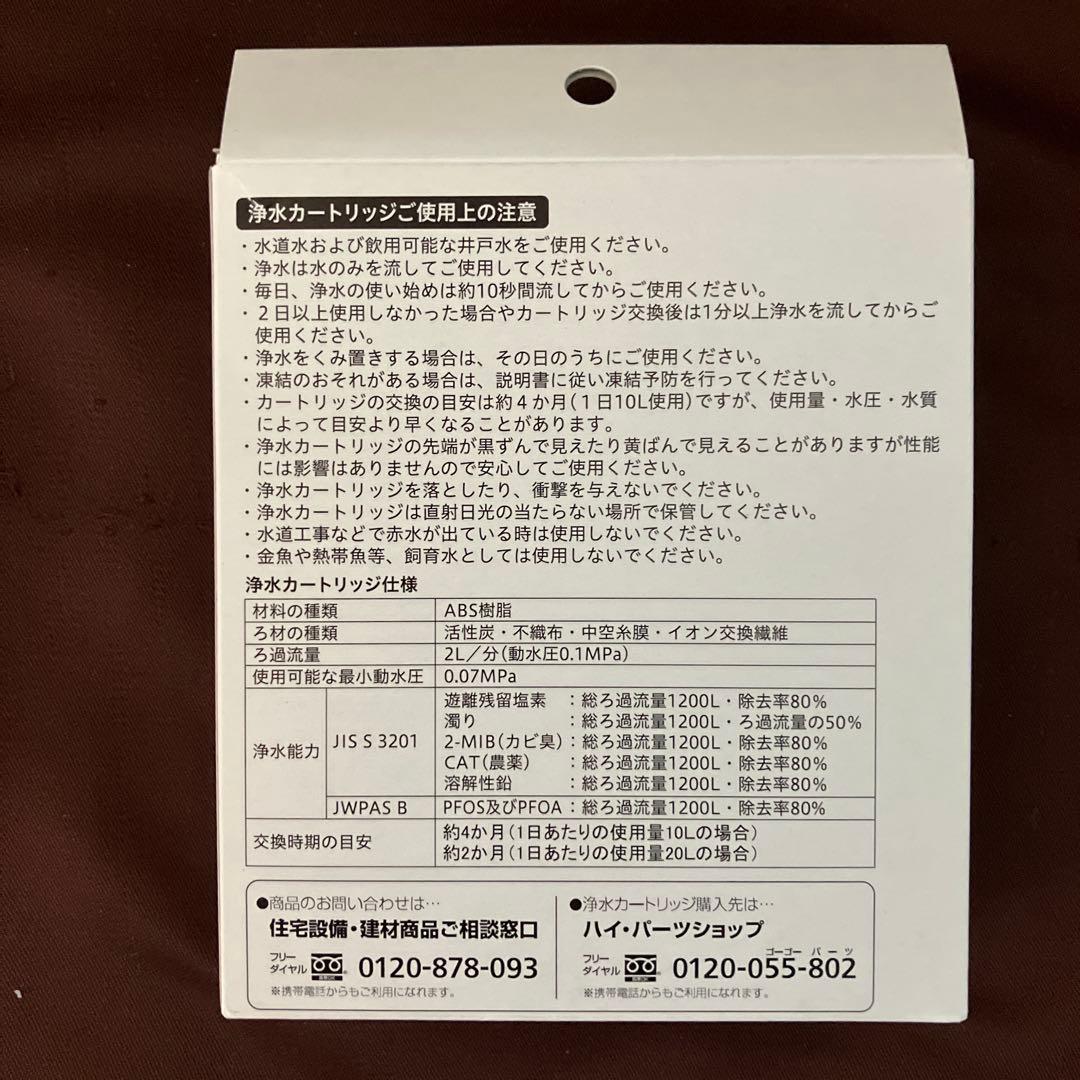 浄水カートリッジご使用上の注意
・水道水および飲用可能な井戸水をご使用ください。
・浄水は水のみを流してご使用してください。
・毎日、浄水の使い始めは約10秒間流してからご使用ください。
・２日以上使用しなかった場合やカートリッジ交換後は1分以上浄水を流してからご
使用ください。
・浄水をくみ置きする場合は、その日のうちにご使用ください。
・凍結のおそれがある場合は、説明書に従い凍結予防を行ってください。
・カートリッジの交換の目安は約４か月(１日10L使用)ですが、使用量・水圧・水質
によって目安より早くなることがあります。
・浄水カートリッジの先端が黒ずんで見えたり黄ばんで見えることがありますが性能
には影響はありませんので安心してご使用ください。
・浄水カートリッジを落としたり、衝撃を与えないでください。
・浄水カートリッジは直射日光の当たらない場所で保管してください。
・水道工事などで赤水が出ている時は使用しないでください。
・金魚や熱帯魚等、飼育水としては使用しないでください。
浄水カートリッジ仕様
材料の種類 ABS樹脂
ろ材の種類 活性炭・不織布・中空糸膜・イオン交換繊維
ろ過流量 2L／分(動水圧0.1MPa)
使用可能な最小動水圧 0.07MPa
浄水能力 JIS S 3201 遊離残留塩素 ：総ろ過流量1200L・除去率80%
濁り ：総ろ過流量1200L・ろ過流量の50%
2-MIB(カビ臭)：総ろ過流量1200L・除去率80%
CAT(農薬) ：総ろ過流量1200L・除去率80%
溶解性鉛 ：総ろ過流量1200L・除去率80%
JWPAS B PFOS及びPFOA：総ろ過流量1200L・除去率80%
交換時期の目安 約4か月(1日あたりの使用量10Lの場合)
約2か月(1日あたりの使用量20Lの場合)
●商品のお問い合わせは…
住宅設備・建材商品ご相談窓口
フリー
ダイヤル 0120-878-093
※携帯電話からもご利用になれます。
●浄水カートリッジ購入先は…
ハイ・パーツショップ
ゴーゴー パーツ
フリー
ダイヤル 0120-055-802
※携帯電話からもご利用になれます。